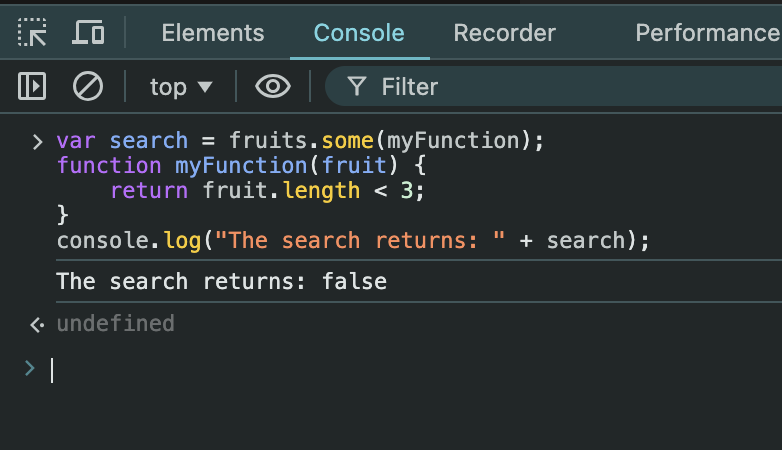 Elements Console Recorder Performance
top Filter
var search = fruits.some(myFunction);
function myFunction(fruit) {
    return fruit.length < 3;
}
console.log("The search returns: " + search);
The search returns: false
undefined